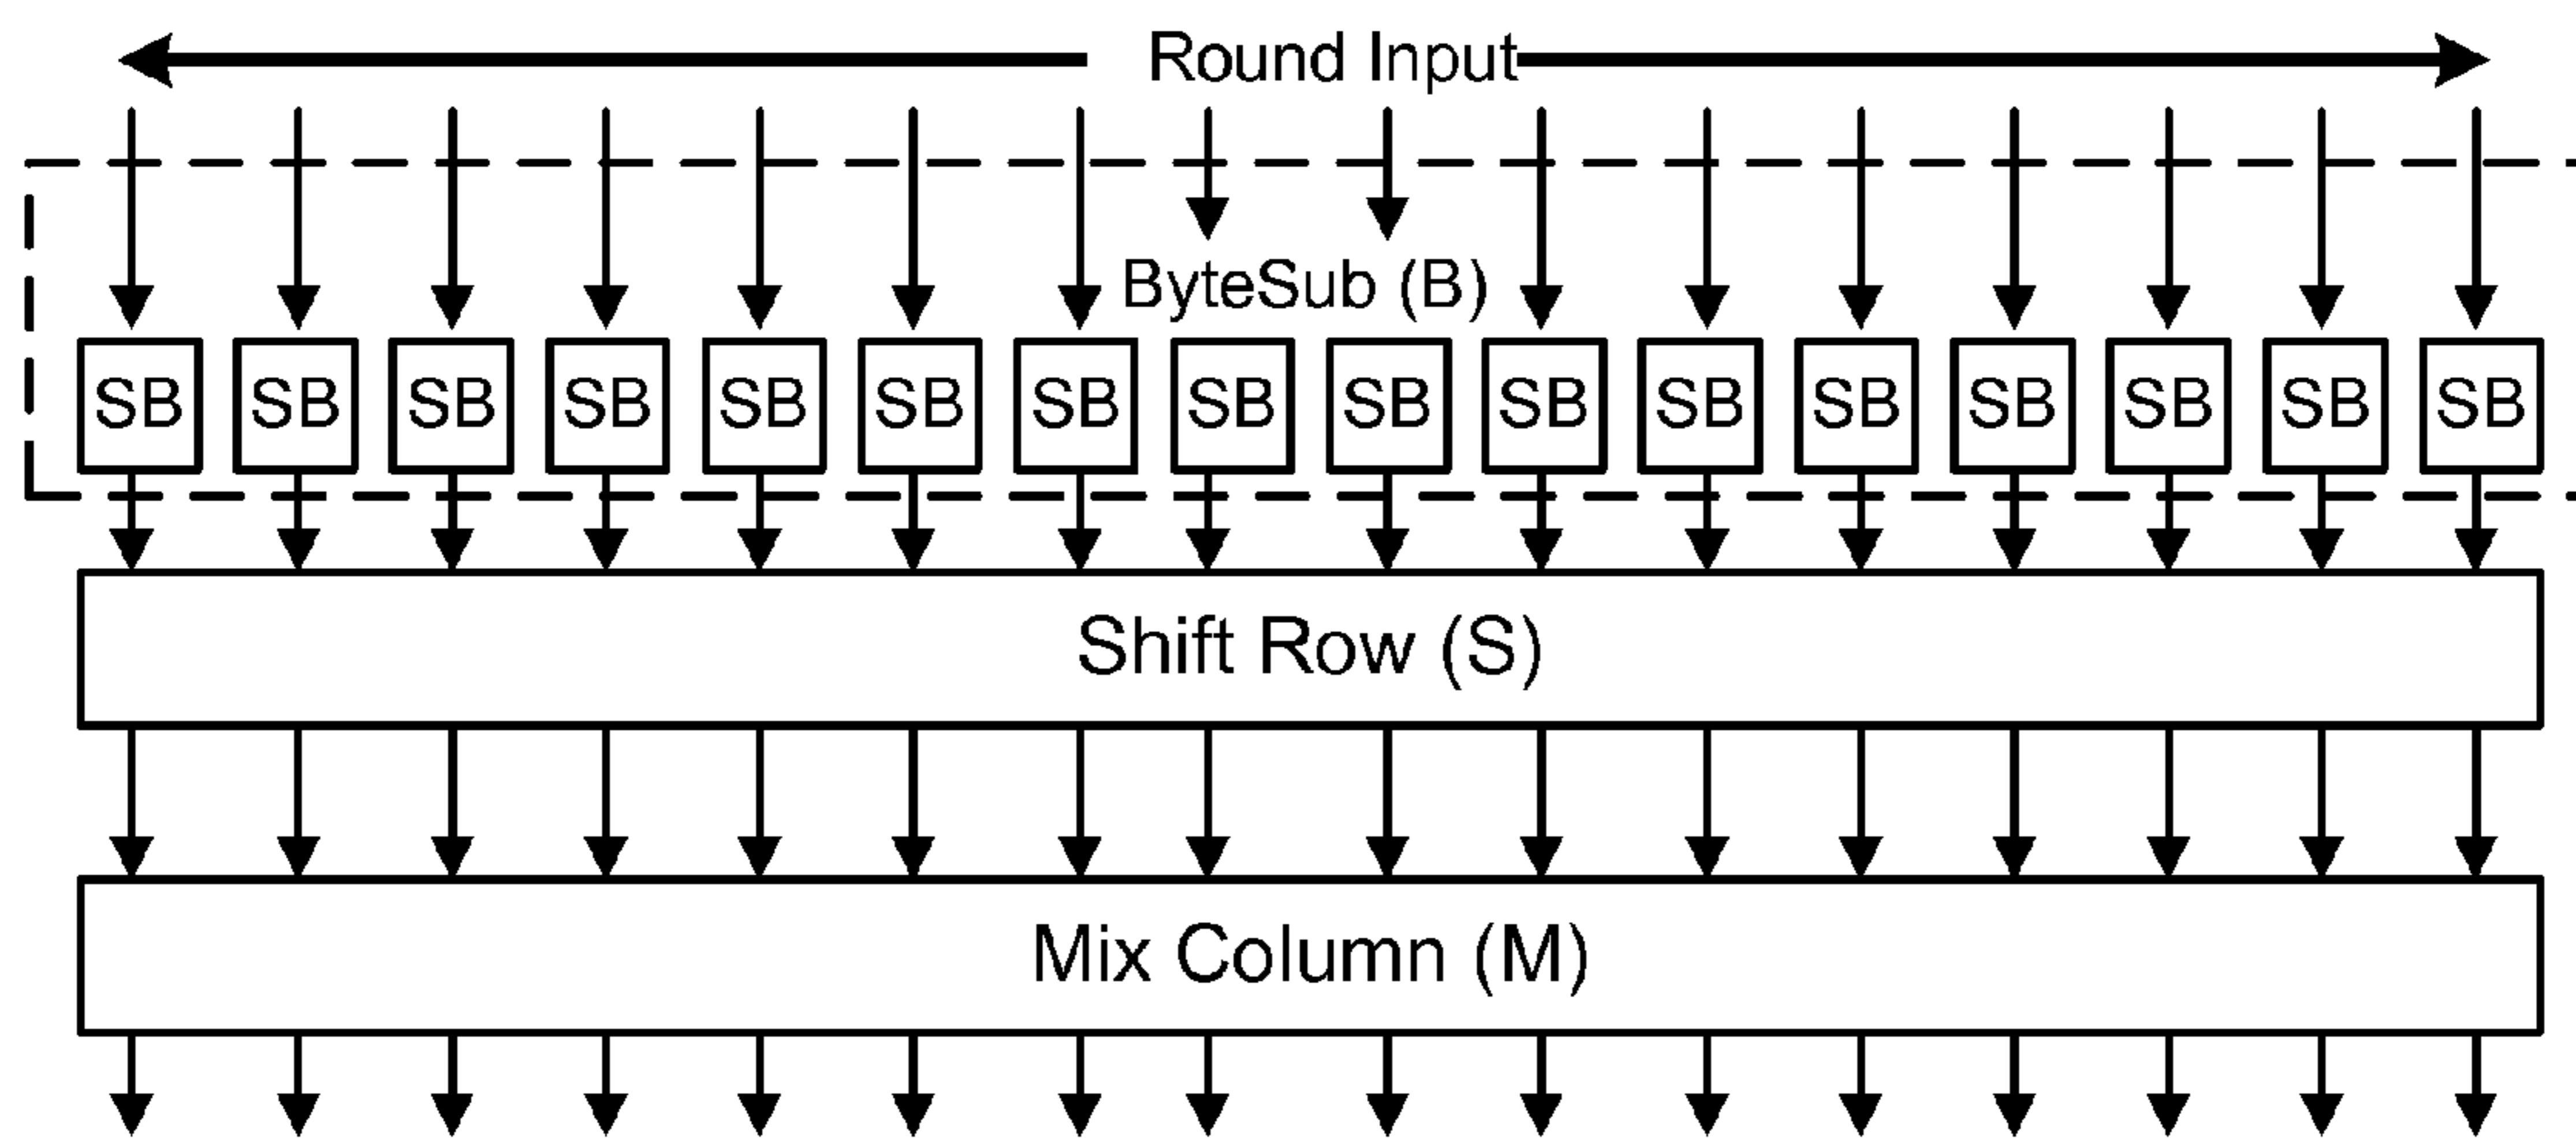 Round Input
ByteSub (B)
SB SB SB SB SB SB SB SB SB SB SB SB SB SB SB SB
Shift Row (S)
Mix Column (M)